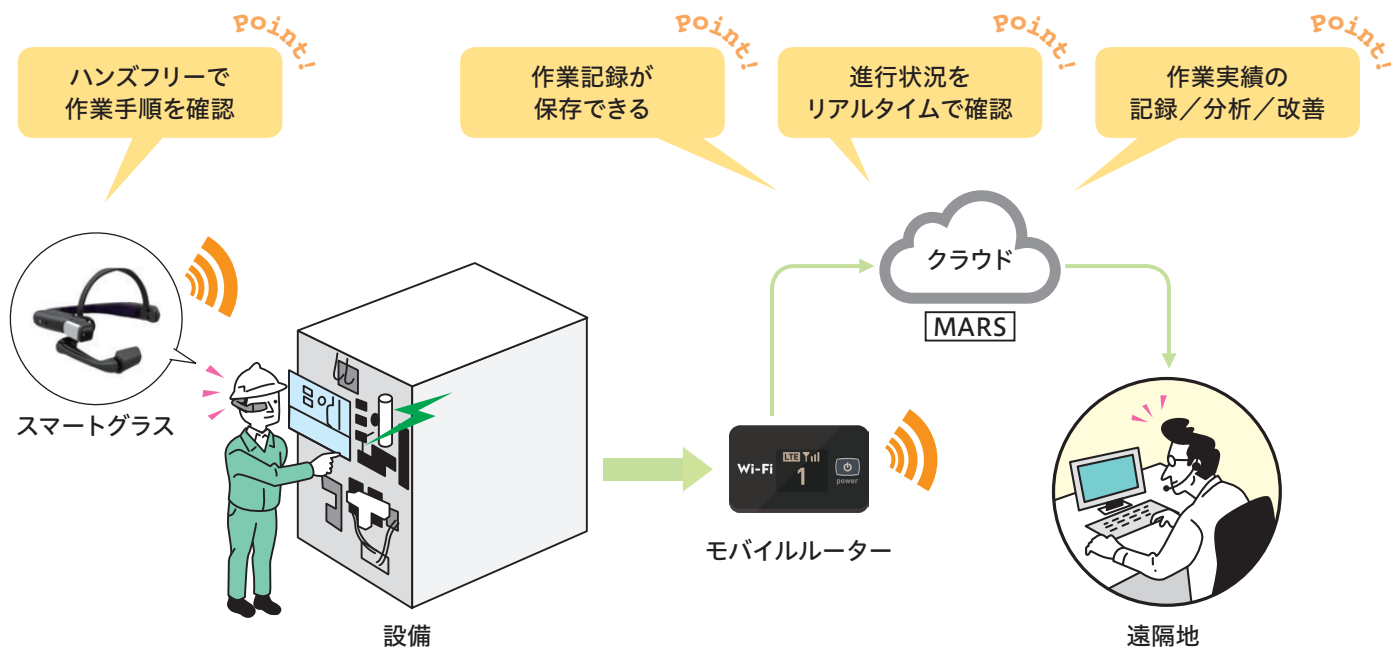 Point!
ハンズフリーで
作業手順を確認
Point!
作業記録が
保存できる
Point!
進行状況を
リアルタイムで確認
Point!
作業実績の
記録／分析／改善
スマートグラス
設備
Wi-Fi
LTE
1
power
モバイルルーター
クラウド
MARS
遠隔地